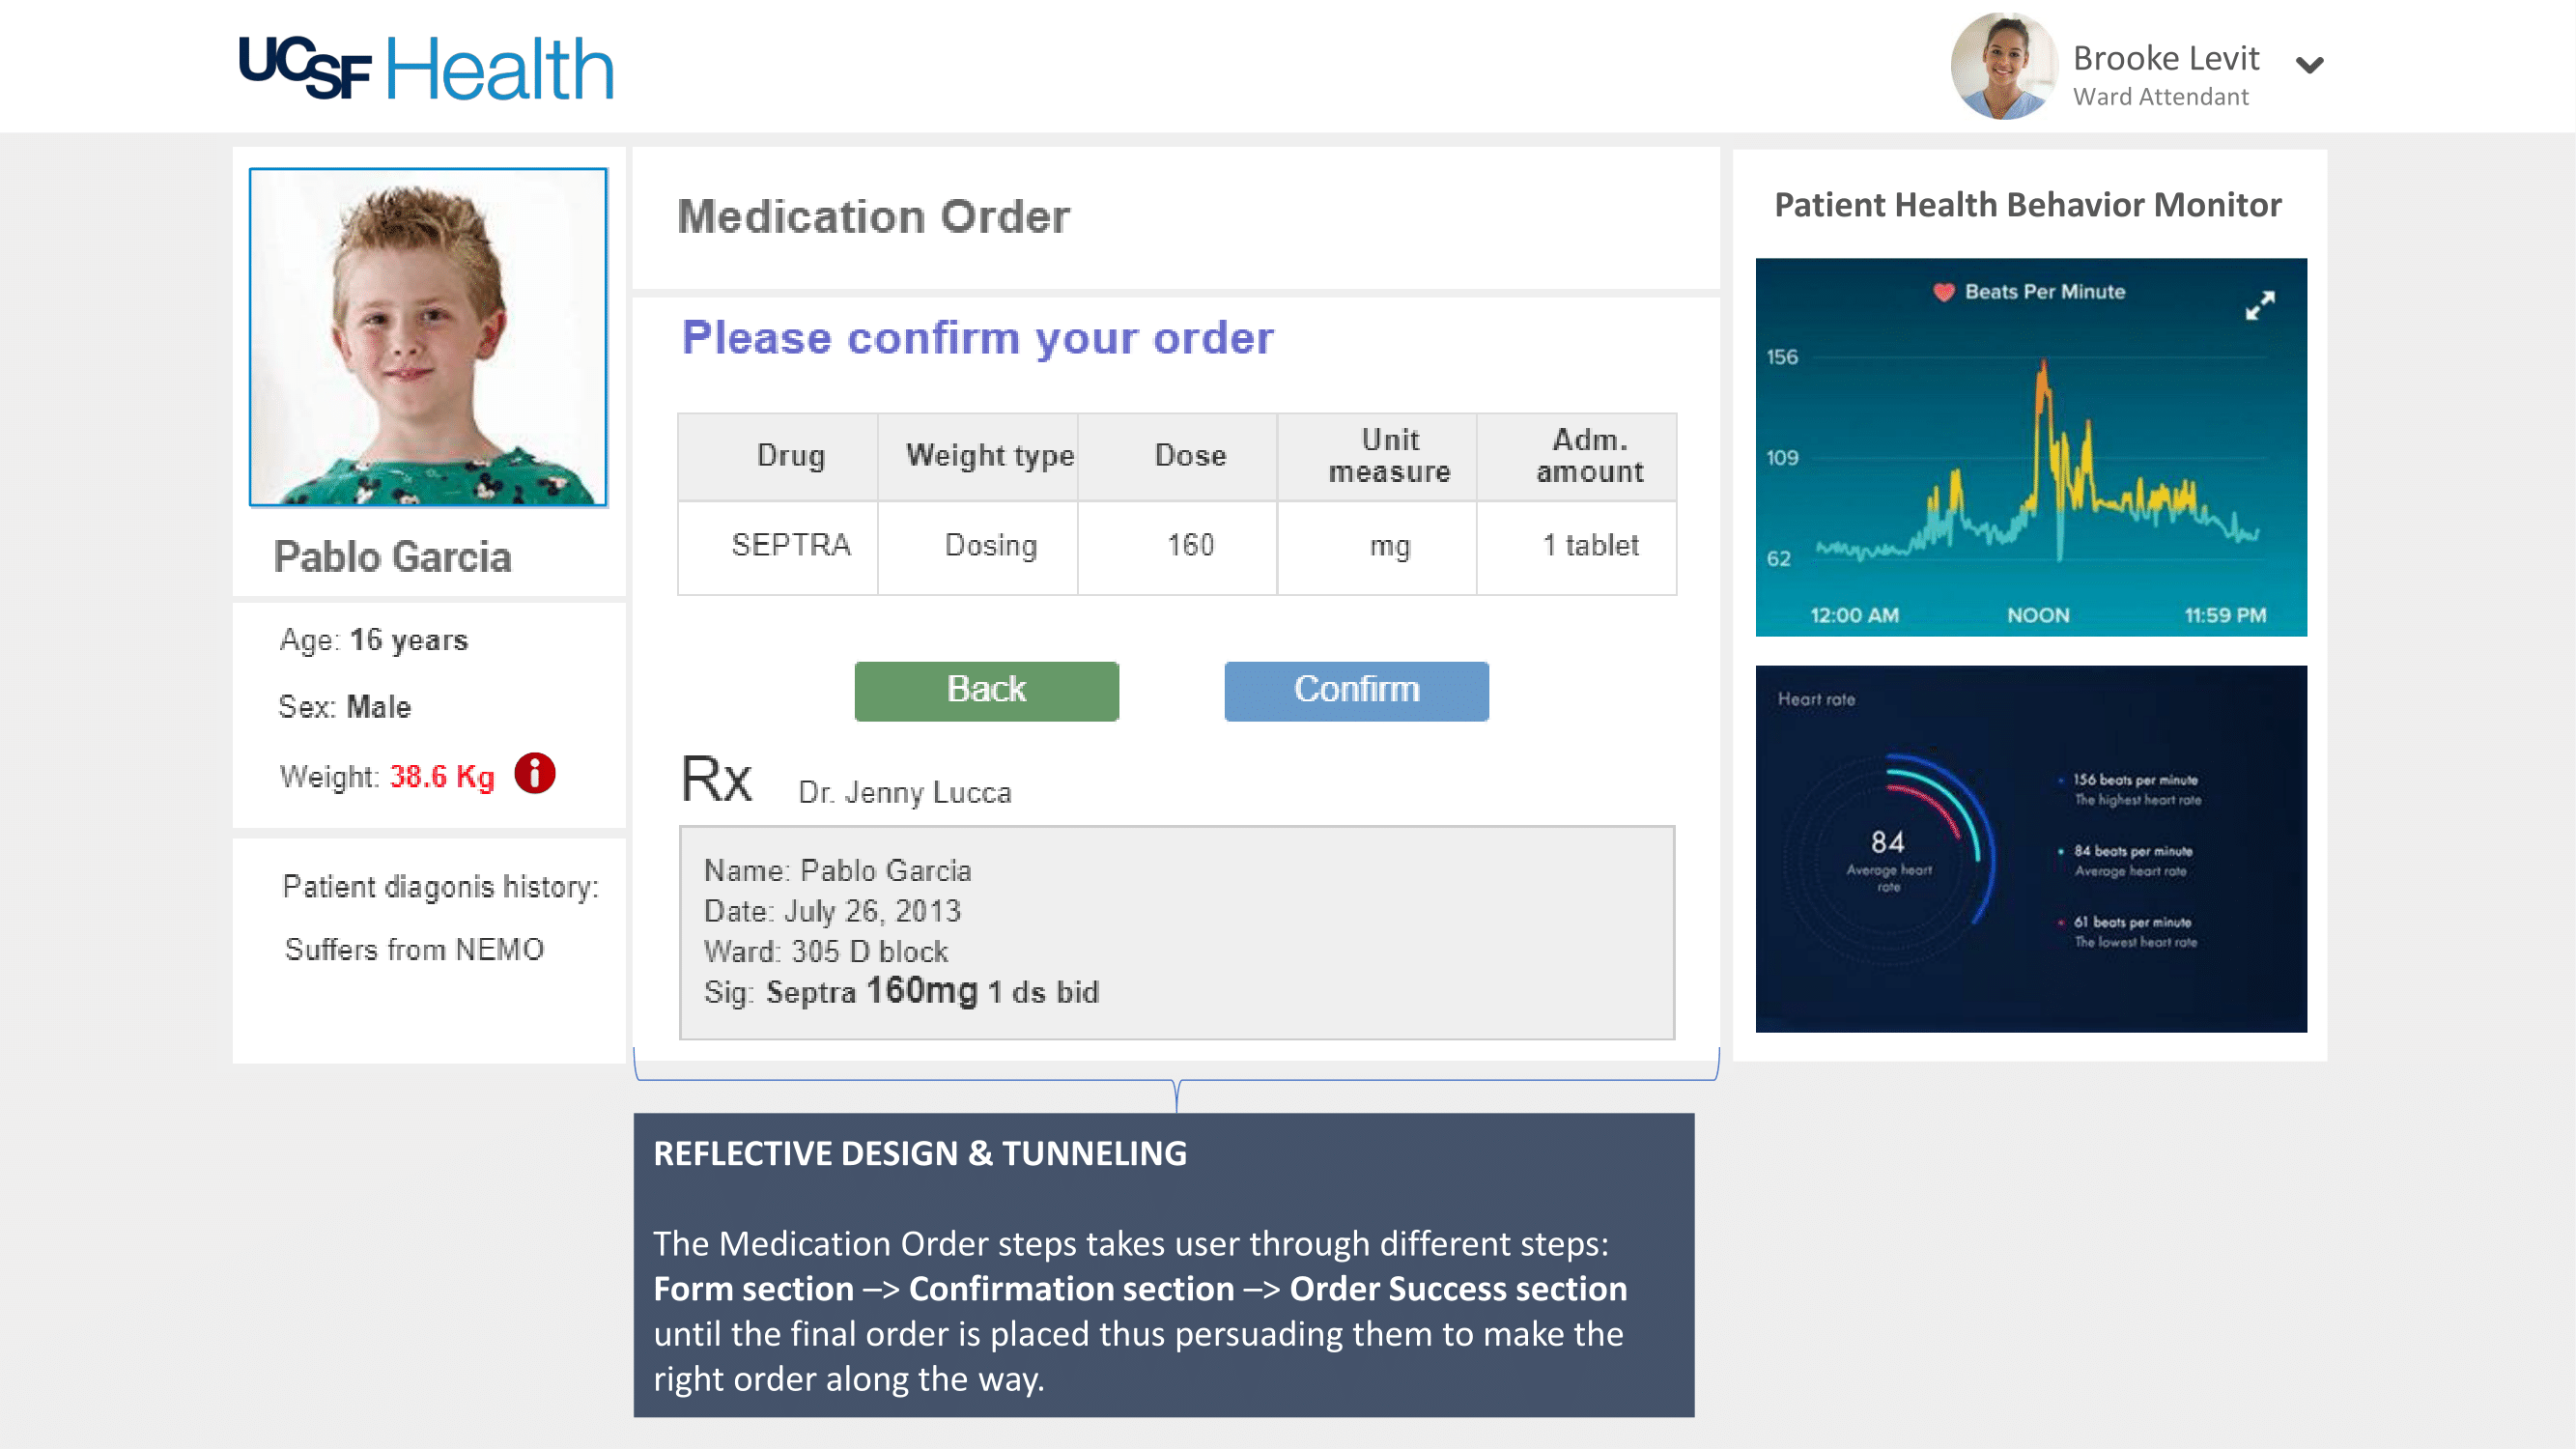 UCSF Health
Brooke Levit
Ward Attendant
Pablo Garcia
Age: 16 years
Sex: Male
Weight: 38.6 Kg
Patient diagonis history:
Suffers from NEMO
Medication Order
Please confirm your order
Drug Weight type Dose Unit measure Adm. amount
SEPTRA Dosing 160 mg 1 tablet
Back Confirm
Rx Dr. Jenny Lucca
Name: Pablo Garcia
Date: July 26, 2013
Ward: 305 D block
Sig: Septra 160mg 1 ds bid
Patient Health Behavior Monitor
Beats Per Minute
156
109
62
12:00 AM NOON 11:59 PM
Heart rate
84
Average heart
rate
156 beats per minute
The highest heart rate
84 beats per minute
Average heart rate
61 beats per minute
The lowest heart rate
REFLECTIVE DESIGN & TUNNELING
The Medication Order steps takes user through different steps:
Form section –> Confirmation section –> Order Success section
until the final order is placed thus persuading them to make the
right order along the way.